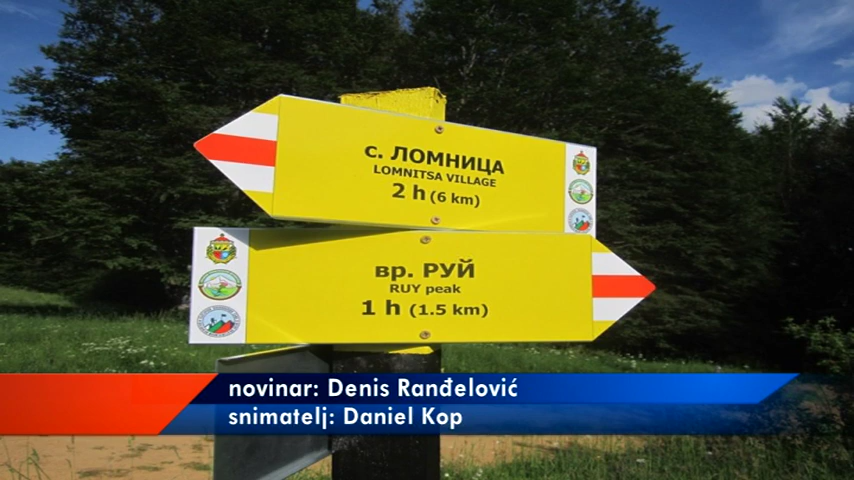 с. ЛОМНИЦА
LOMNITSA VILLAGE
2 h (6 km)
вр. РУЙ
RUY peak
1 h (1.5 km)
novinar: Denis Ranđelović
snimatelj: Daniel Kop